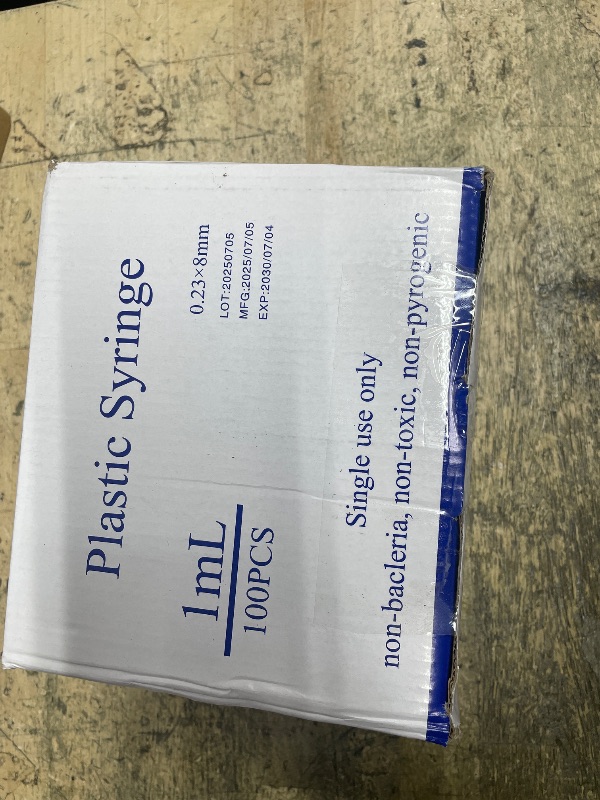 Plastic Syringe
1mL
100PCS
0.23×8mm
LOT:20250705
MFG:2025/07/05
EXP:2030/07/04
Single use only
non-bacleria, non-toxic, non-pyrogenic